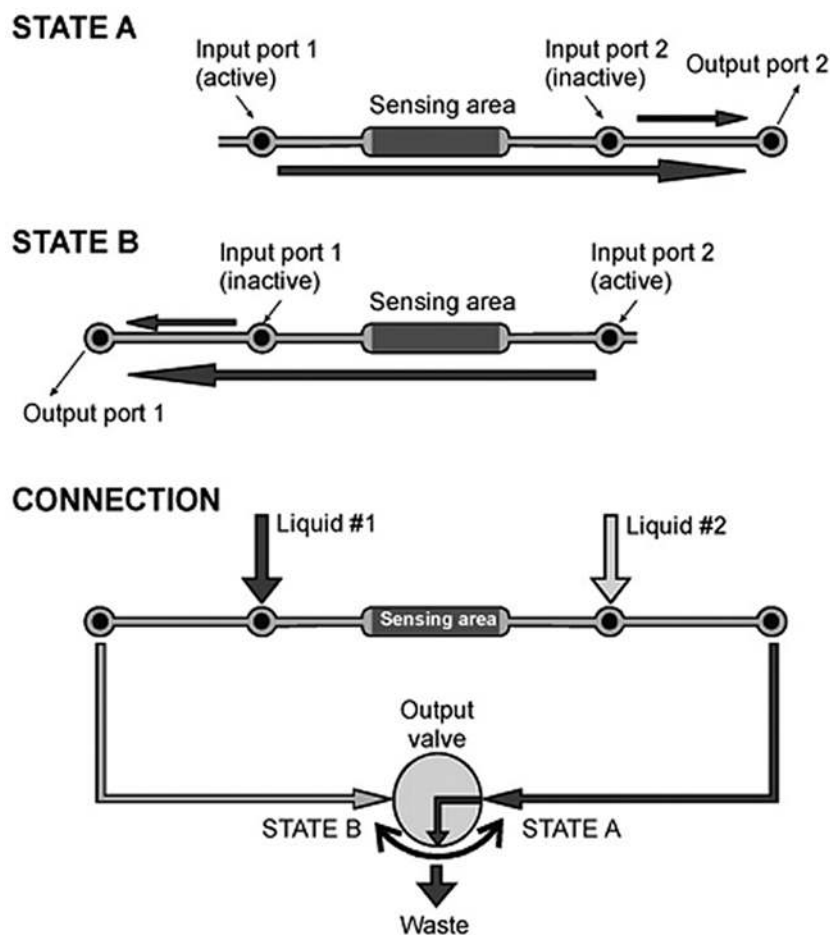 STATE A
Input port 1
(active)
Input port 2
(inactive)
Output port 2
Sensing area
STATE B
Input port 1
(inactive)
Input port 2
(active)
Sensing area
Output port 1
CONNECTION
Liquid #1
Liquid #2
Sensing area
Output
valve
STATE B
STATE A
Waste